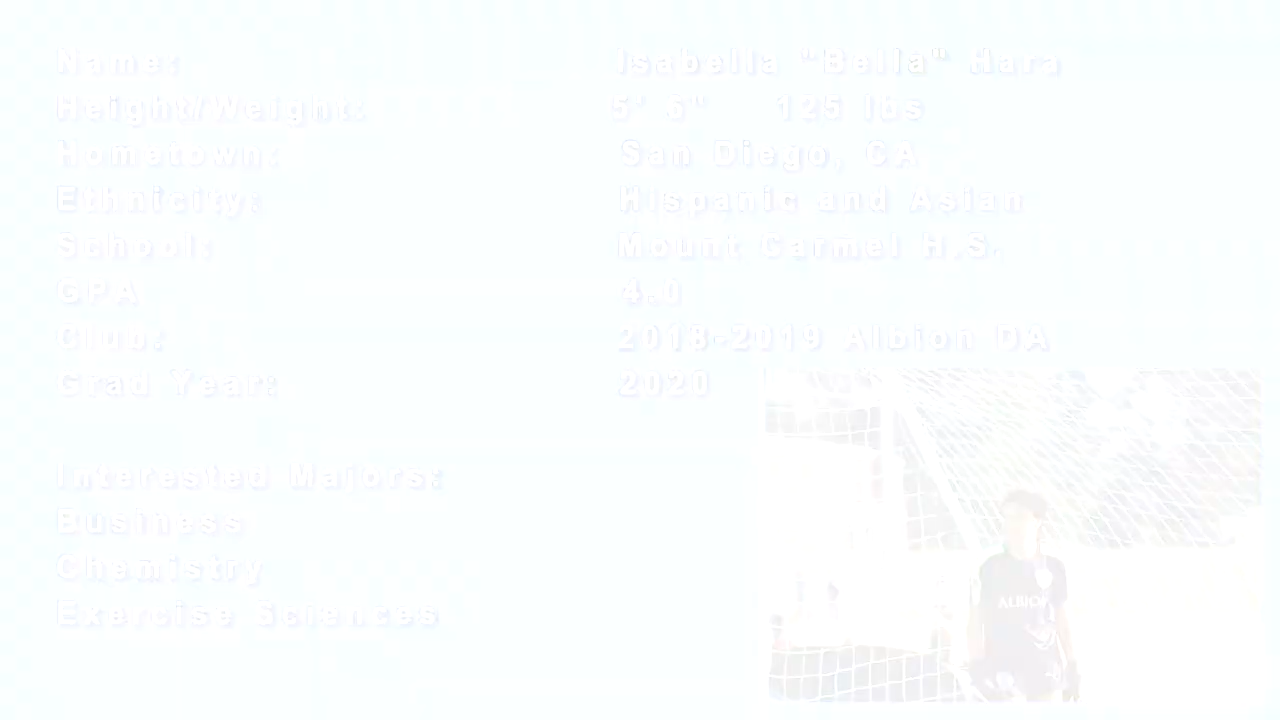 Name: Isabella "Bella" Hara
Height/Weight: 5' 6" 125 lbs
Hometown: San Diego, CA
Ethnicity: Hispanic and Asian
School: Mount Carmel H.S.
GPA 4.0
Club: 2018-2019 Albion DA
Grad Year: 2020
Interested Majors:
Business
Chemistry
Exercise Sciences
ALBION